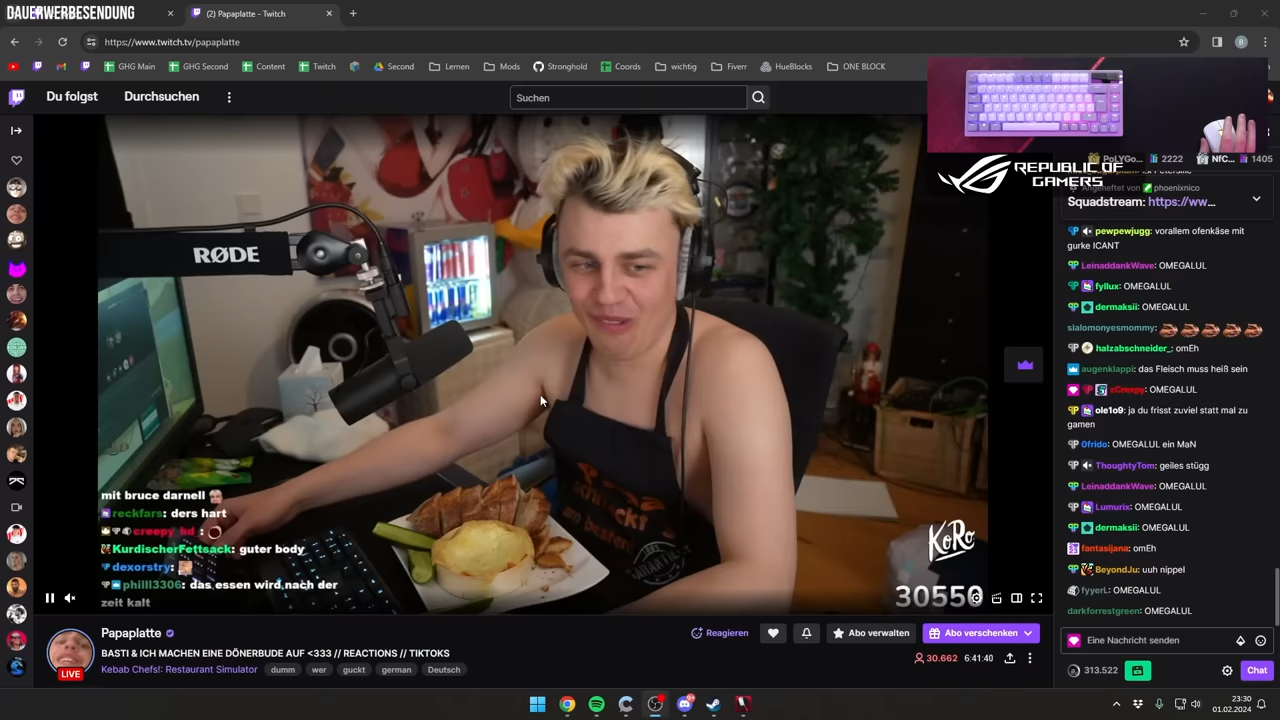 DAUERWERBESENDUNG
(2) Papaplatte - Twitch
https://www.twitch.tv/papaplatte
B
GHG Main
GHG Second
Content
Twitch
Second
Lernen
Mods
Stronghold
Coords
wichtig
Fiverr
HueBlocks
ONE BLOCK
Du folgst
Durchsuchen
Suchen
PoLYGo...
2222
NfC...
1405
REPUBLIC OF
GAMERS
Angeheftet von phoenixnico
Squadstream: https://ww...
pewpewjugg: vorallem ofenkäse mit
gurke ICANT
LeinaddankWave: OMEGALUL
fyllux: OMEGALUL
dermaksii: OMEGALUL
slalomonyesmommy:
halzabschneider_: omEh
augenklappi: das Fleisch muss heiß sein
zCrexpy: OMEGALUL
ole1o9: ja du frisst zuviel statt mal zu
gamen
0frido: OMEGALUL ein MaN
ThoughtyTom: geiles stügg
LeinaddankWave: OMEGALUL
Lumurix: OMEGALUL
dermaksii: OMEGALUL
fantasijana: omEh
BeyondJu: uuh nippel
fyyerL: OMEGALUL
darkforrestgreen: OMEGALUL
Eine Nachricht senden
313.522
Chat
RØDE
mit bruce darnell
reckfars: ders hart
creepy_hd :
KurdischerFettsack: guter body
dexorstry:
philll3306: das essen wird nach der
zeit kalt
KoRo
30550
Papaplatte
BASTI & ICH MACHEN EINE DÖNERBUDE AUF <333 // REACTIONS // TIKTOKS
Kebab Chefs!: Restaurant Simulator
dumm
wer
guckt
german
Deutsch
LIVE
Reagieren
Abo verwalten
Abo verschenken
30.662
6:41:40
23:30
01.02.2024